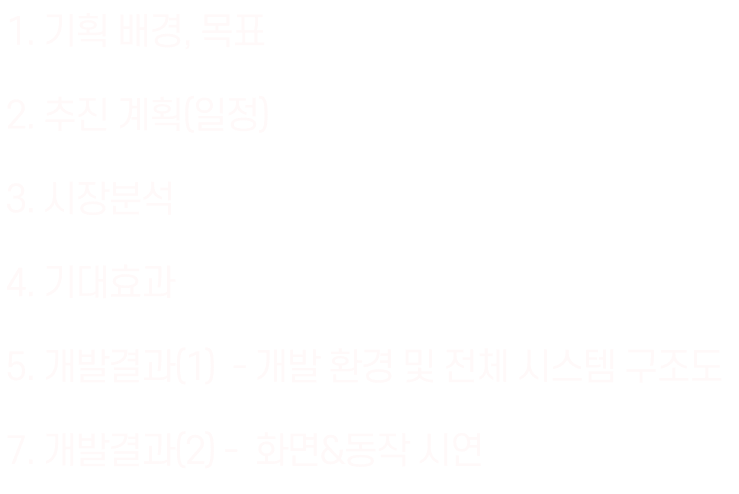 1. 기획 배경, 목표
2. 추진 계획(일정)
3. 시장분석
4. 기대효과
5. 개발결과(1) - 개발 환경 및 전체 시스템 구조도
7. 개발결과(2) - 화면&동작 시연